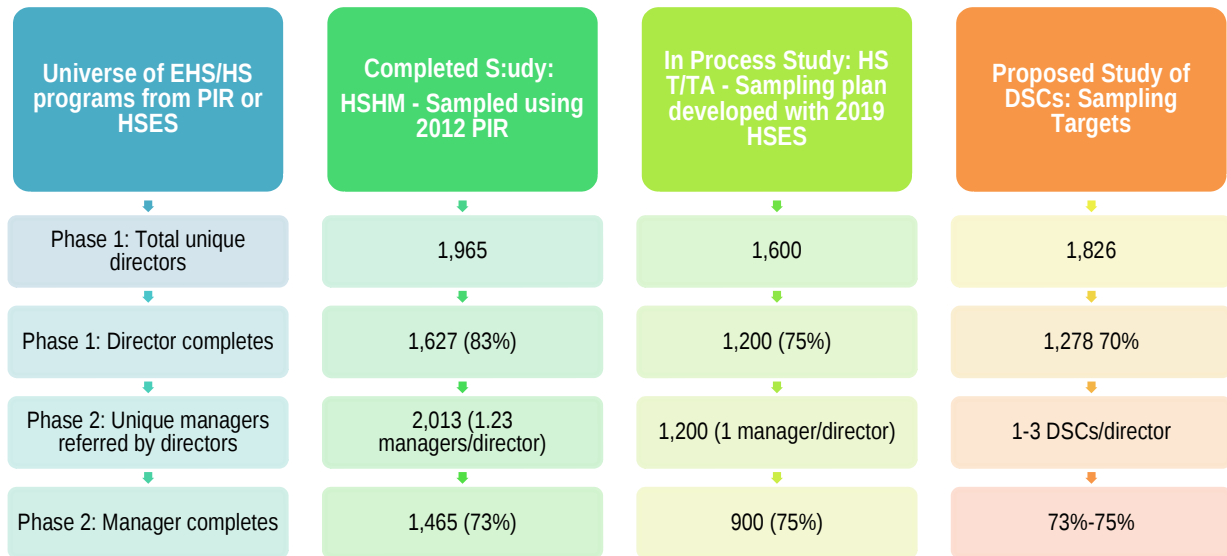 Universe of EHS/HS
programs from PIR or
HSES
Completed S:udy:
HSHM - Sampled using
2012 PIR
In Process Study: HS
T/TA - Sampling plan
developed with 2019
HSES
Proposed Study of
DSCs: Sampling
Targets
Phase 1: Total unique
directors
1,965
1,600
1,826
Phase 1: Director completes
1,627 (83%)
1,200 (75%)
1,278 70%
Phase 2: Unique managers
referred by directors
2,013 (1.23
managers/director)
1,200 (1 manager/director)
1-3 DSCs/director
Phase 2: Manager completes
1,465 (73%)
900 (75%)
73%-75%